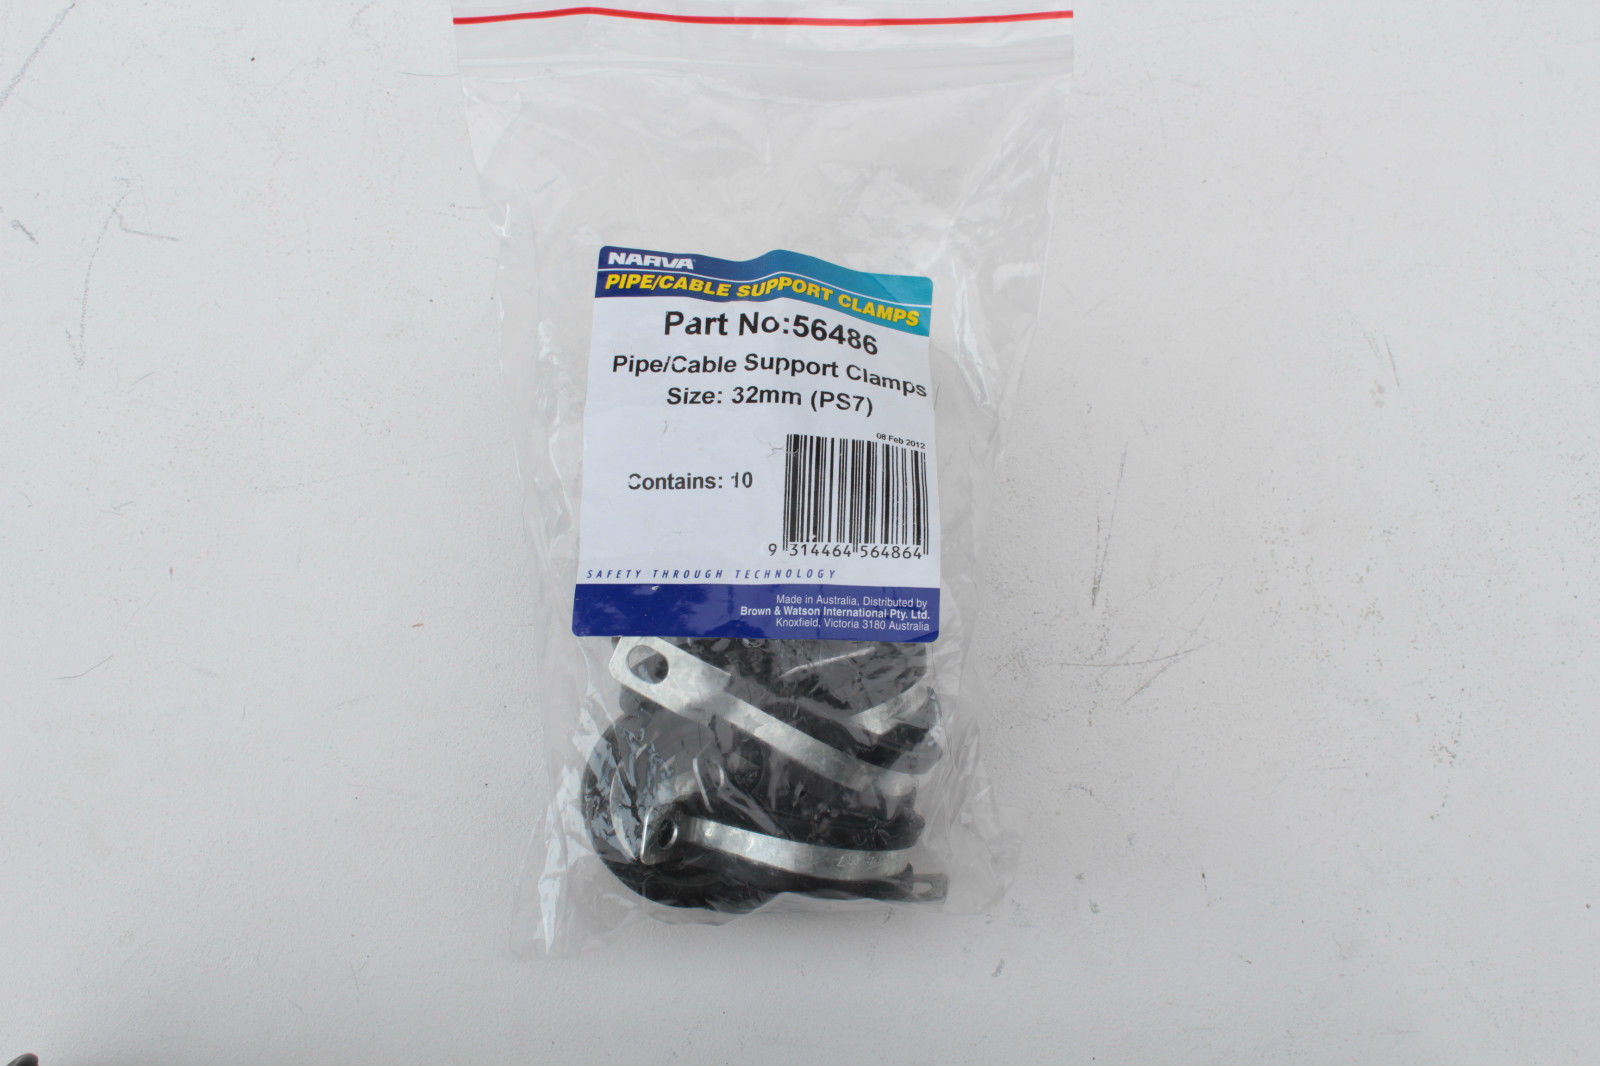 NARVA
PIPE/CABLE SUPPORT CLAMPS
Part No:56486
Pipe/Cable Support Clamps
Size: 32mm (PS7)
08 Feb 2012
Contains: 10
9 314464 564864
SAFETY THROUGH TECHNOLOGY
Made in Australia, Distributed by
Brown & Watson International Pty. Ltd.
Knoxfield, Victoria 3180 Australia